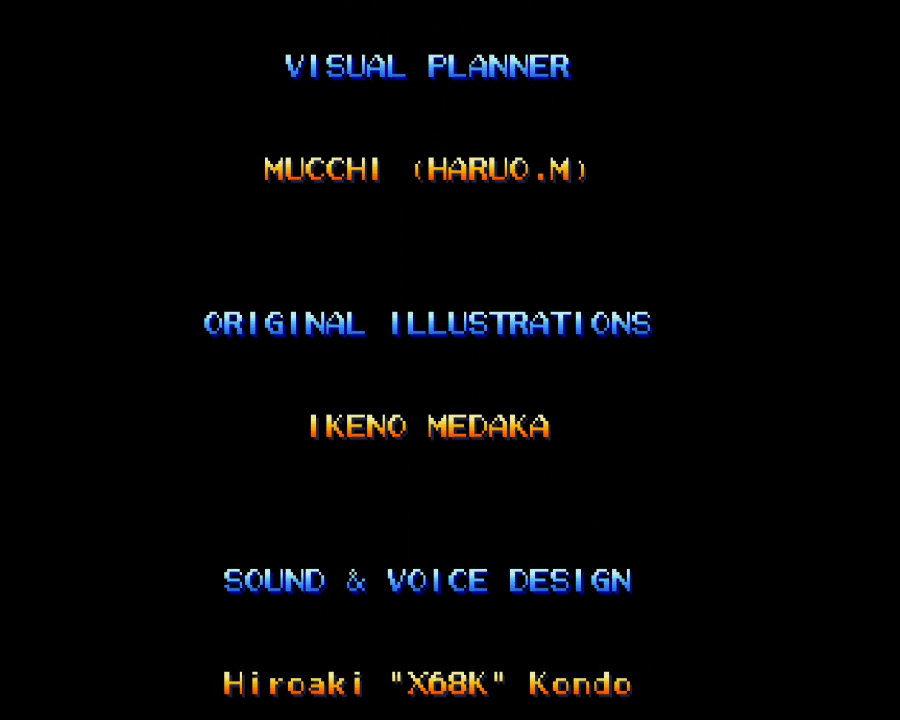 VISUAL PLANNER
MUCCHI (HARUO.M)
ORIGINAL ILLUSTRATIONS
IKENO MEDAKA
SOUND & VOICE DESIGN
Hiroaki "X68K" Kondo